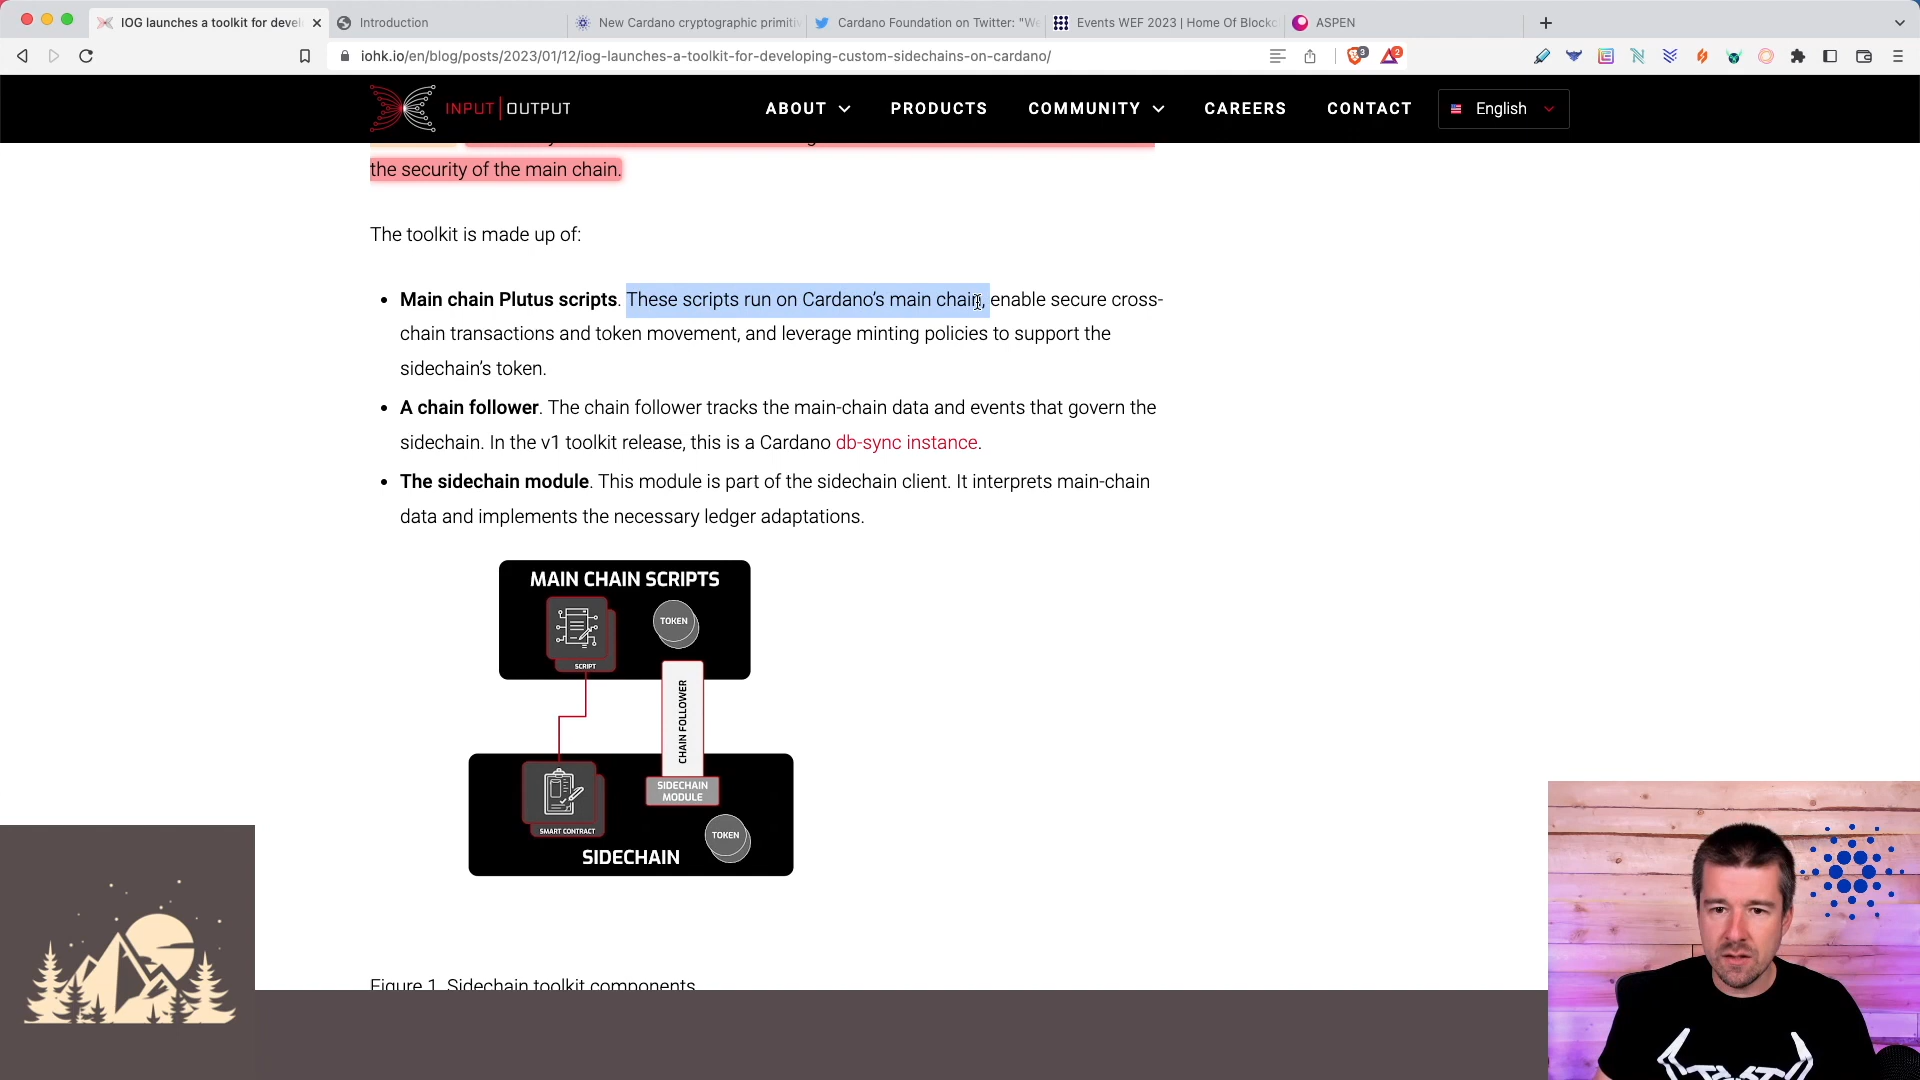 IOG launches a toolkit for devel
Introduction
New Cardano cryptographic primitiv
Cardano Foundation on Twitter: "We
Events WEF 2023 | Home Of Blockc
ASPEN
iohk.io/en/blog/posts/2023/01/12/iog-launches-a-toolkit-for-developing-custom-sidechains-on-cardano/
3
2
INPUT | OUTPUT
ABOUT
PRODUCTS
COMMUNITY
CAREERS
CONTACT
English
the security of the main chain.
The toolkit is made up of:
• Main chain Plutus scripts. These scripts run on Cardano’s main chain, enable secure cross-
chain transactions and token movement, and leverage minting policies to support the
sidechain’s token.
• A chain follower. The chain follower tracks the main-chain data and events that govern the
sidechain. In the v1 toolkit release, this is a Cardano db-sync instance.
• The sidechain module. This module is part of the sidechain client. It interprets main-chain
data and implements the necessary ledger adaptations.
MAIN CHAIN SCRIPTS
TOKEN
SCRIPT
CHAIN FOLLOWER
SIDECHAIN
MODULE
SMART CONTRACT
TOKEN
SIDECHAIN
Figure 1. Sidechain toolkit components